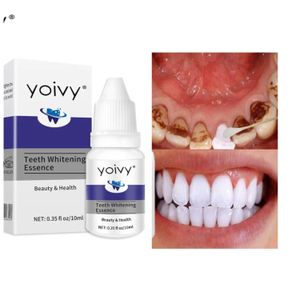 y®
yoivy®
Teeth Whitening
Essence
Beauty & Health
NET: 0.35 fl oz/10ml
yoivy®
Teeth Whitening
Essence
Beauty & Health
NET: 0.35 fl oz/10ml